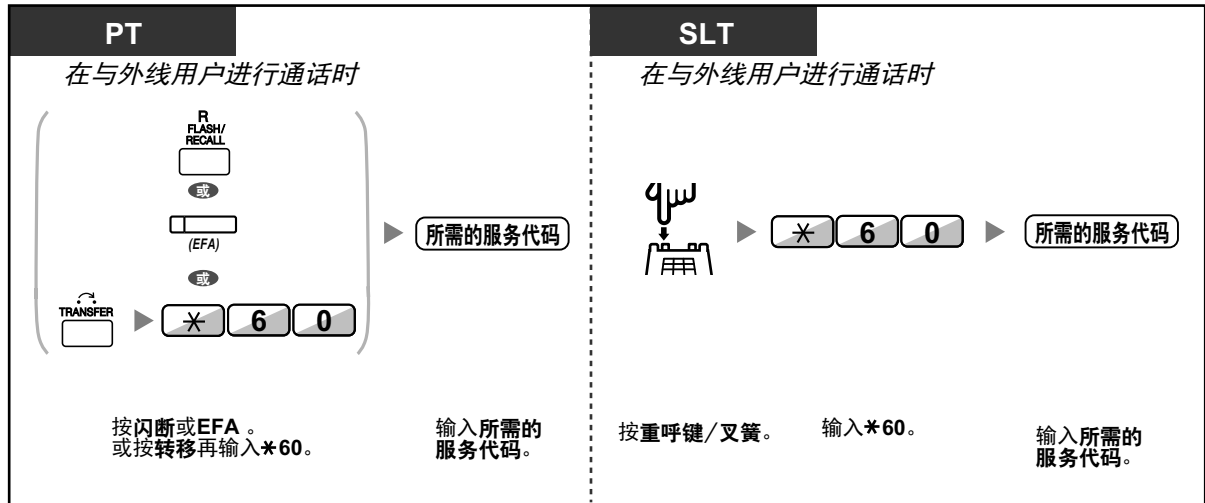 PT
在与外线用户进行通话时
R
FLASH/
RECALL
或
(EFA)
或
TRANSFER
* 6 0
所需的服务代码
按闪断或EFA 。
或按转移再输入*60。
输入所需的
服务代码。
SLT
在与外线用户进行通话时
* 6 0
所需的服务代码
按重呼键/叉簧。
输入*60。
输入所需的
服务代码。